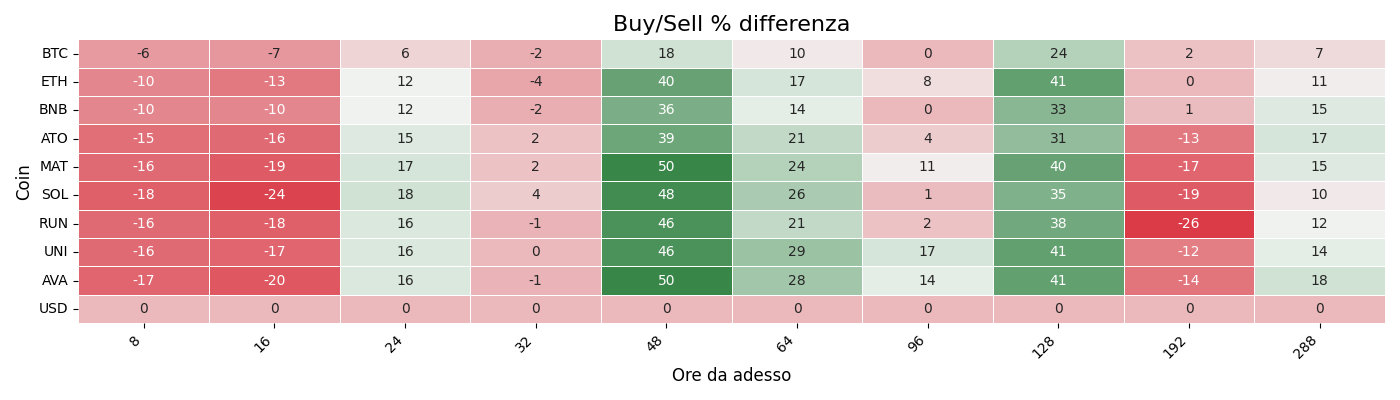 Buy/Sell % differenza
Coin
BTC -6 -7 6 -2 18 10 0 24 2 7
ETH -10 -13 12 -4 40 17 8 41 0 11
BNB -10 -10 12 -2 36 14 0 33 1 15
ATO -15 -16 15 2 39 21 4 31 -13 17
MAT -16 -19 17 2 50 24 11 40 -17 15
SOL -18 -24 18 4 48 26 1 35 -19 10
RUN -16 -18 16 -1 46 21 2 38 -26 12
UNI -16 -17 16 0 46 29 17 41 -12 14
AVA -17 -20 16 -1 50 28 14 41 -14 18
USD 0 0 0 0 0 0 0 0 0 0
8 16 24 32 48 64 96 128 192 288
Ore da adesso